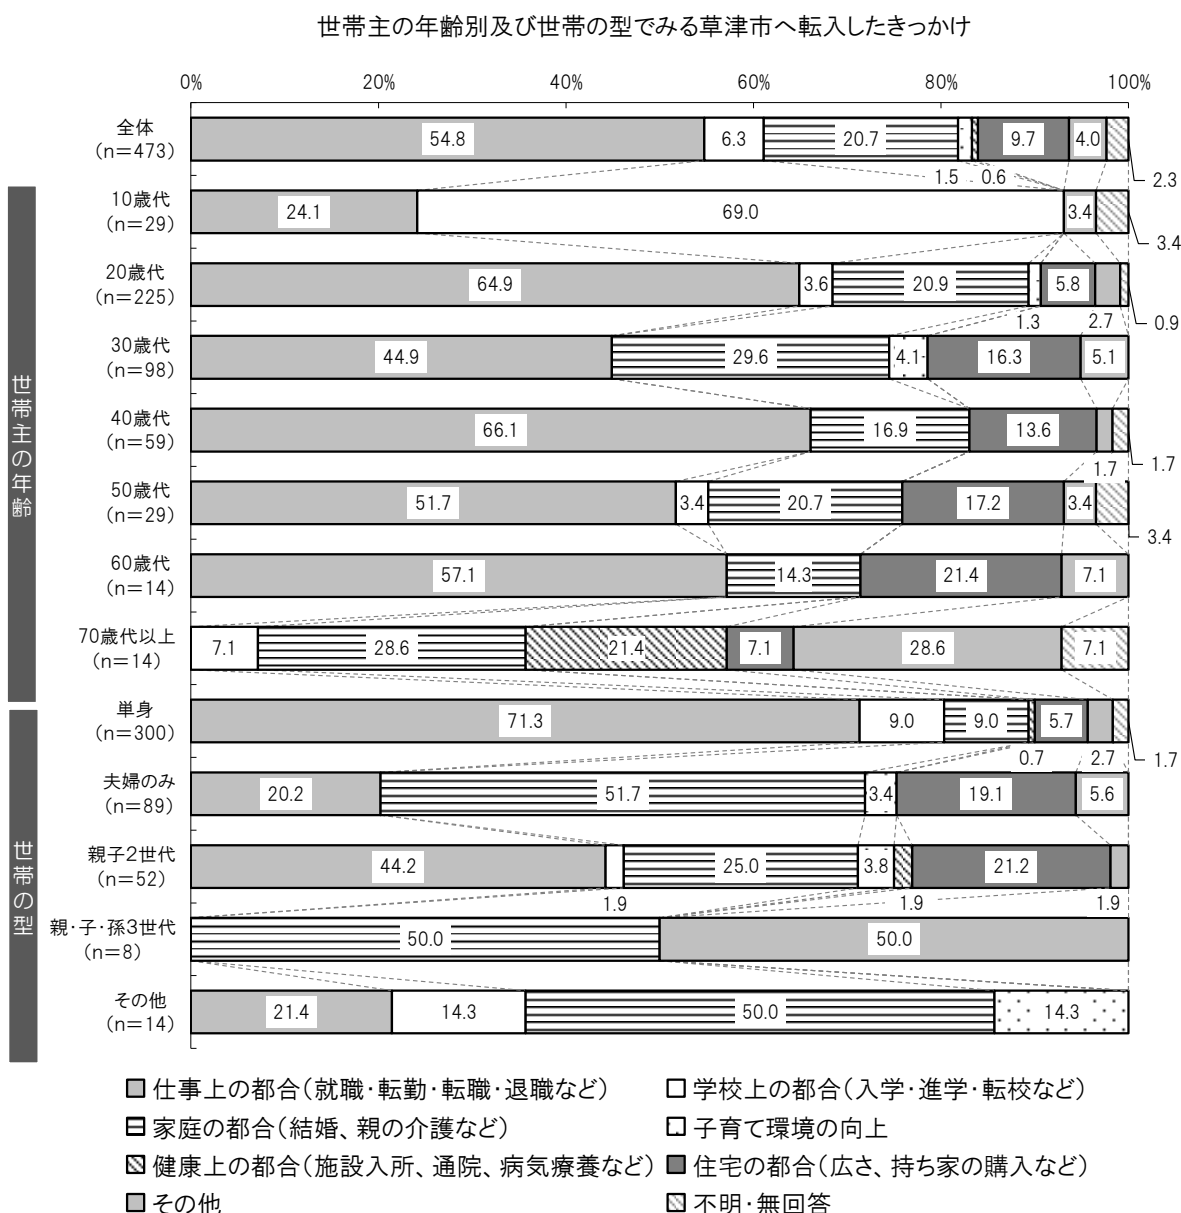 世帯主の年齢別及び世帯の型でみる草津市へ転入したきっかけ
0% 20% 40% 60% 80% 100%
全体
(n=473)
54.8 6.3 20.7 9.7 4.0
1.5 0.6 2.3
世帯主の年齢
10歳代
(n=29)
24.1 69.0 3.4
3.4
20歳代
(n=225)
64.9 3.6 20.9 5.8
1.3 2.7 0.9
30歳代
(n=98)
44.9 29.6 4.1 16.3 5.1
40歳代
(n=59)
66.1 16.9 13.6
1.7 1.7
50歳代
(n=29)
51.7 3.4 20.7 17.2 3.4
3.4
60歳代
(n=14)
57.1 14.3 21.4 7.1
70歳代以上
(n=14)
7.1 28.6 21.4 7.1 28.6 7.1
世帯の型
単身
(n=300)
71.3 9.0 9.0 5.7
0.7 2.7 1.7
夫婦のみ
(n=89)
20.2 51.7 3.4 19.1 5.6
親子2世代
(n=52)
44.2 25.0 3.8 21.2
1.9 1.9 1.9
親・子・孫3世代
(n=8)
50.0 50.0
その他
(n=14)
21.4 14.3 50.0 14.3
仕事上の都合(就職・転勤・転職・退職など) 学校上の都合(入学・進学・転校など)
家庭の都合(結婚、親の介護など) 子育て環境の向上
健康上の都合(施設入所、通院、病気療養など) 住宅の都合(広さ、持ち家の購入など)
その他 不明・無回答